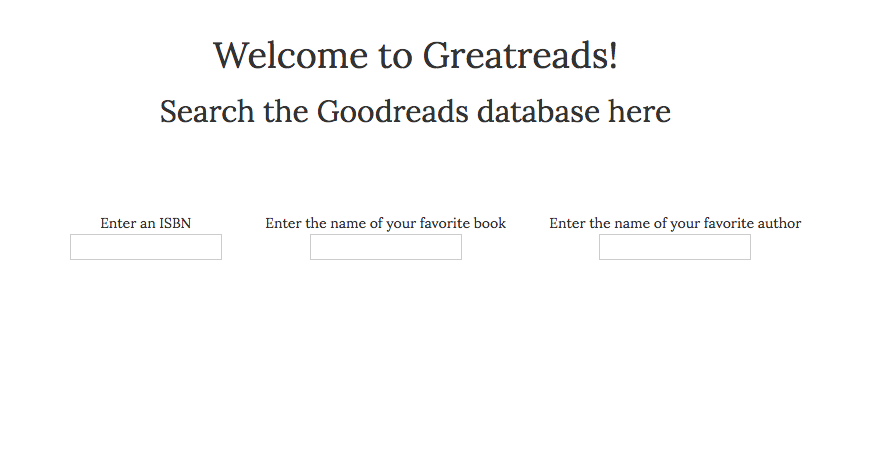 Welcome to Greatreads!
Search the Goodreads database here
Enter an ISBN
Enter the name of your favorite book
Enter the name of your favorite author